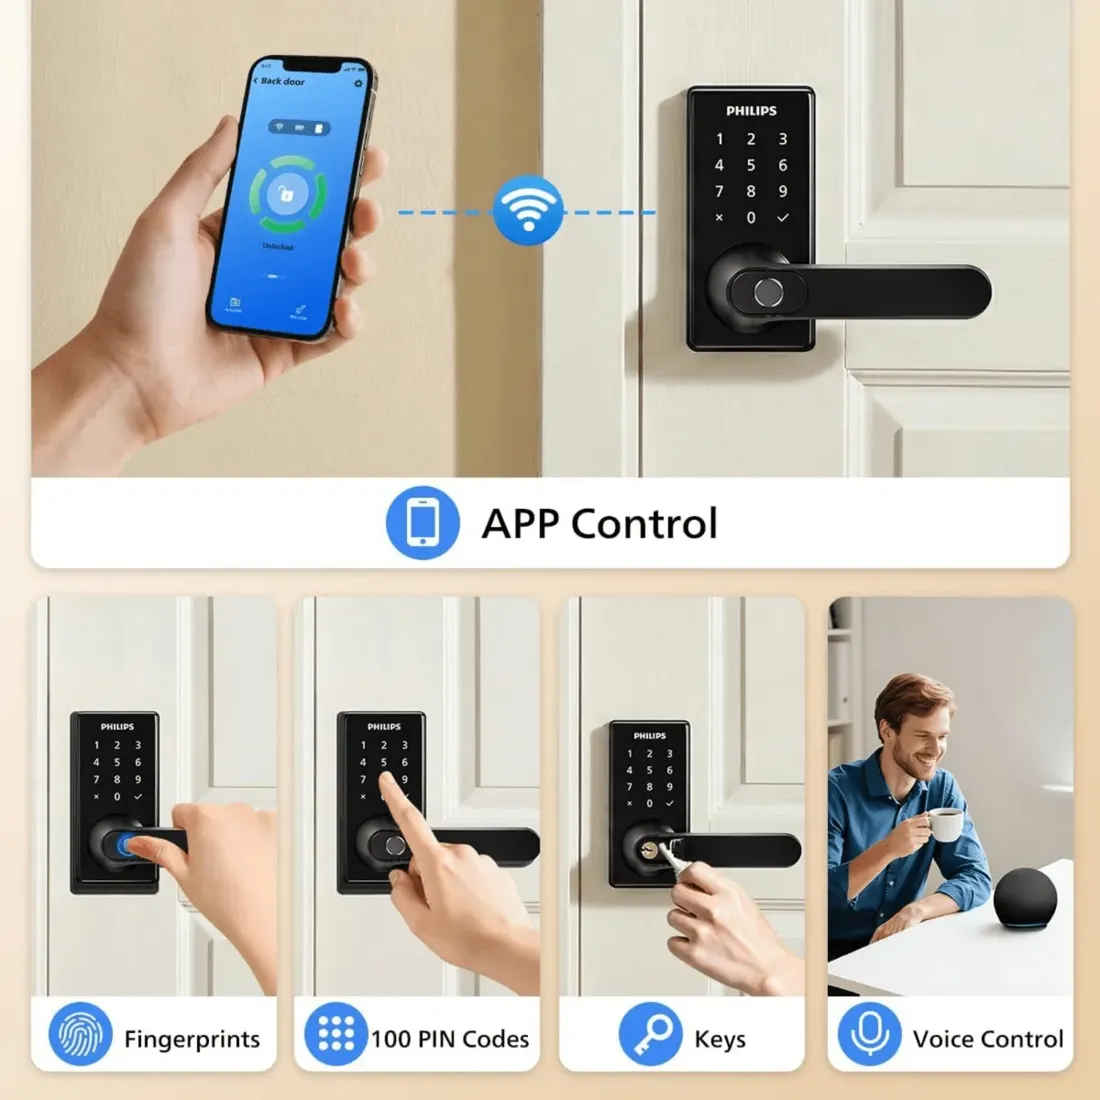 Back door
Unlocked
PHILIPS
1 2 3
4 5 6
7 8 9
× 0 ✓
APP Control
PHILIPS
1 2 3
4 5 6
7 8 9
× 0 ✓
Fingerprints
PHILIPS
1 2 3
4 5 6
7 9
100 PIN Codes
PHILIPS
1 2 3
4 5 6
7 8 9
× 0 ✓
Keys
Voice Control